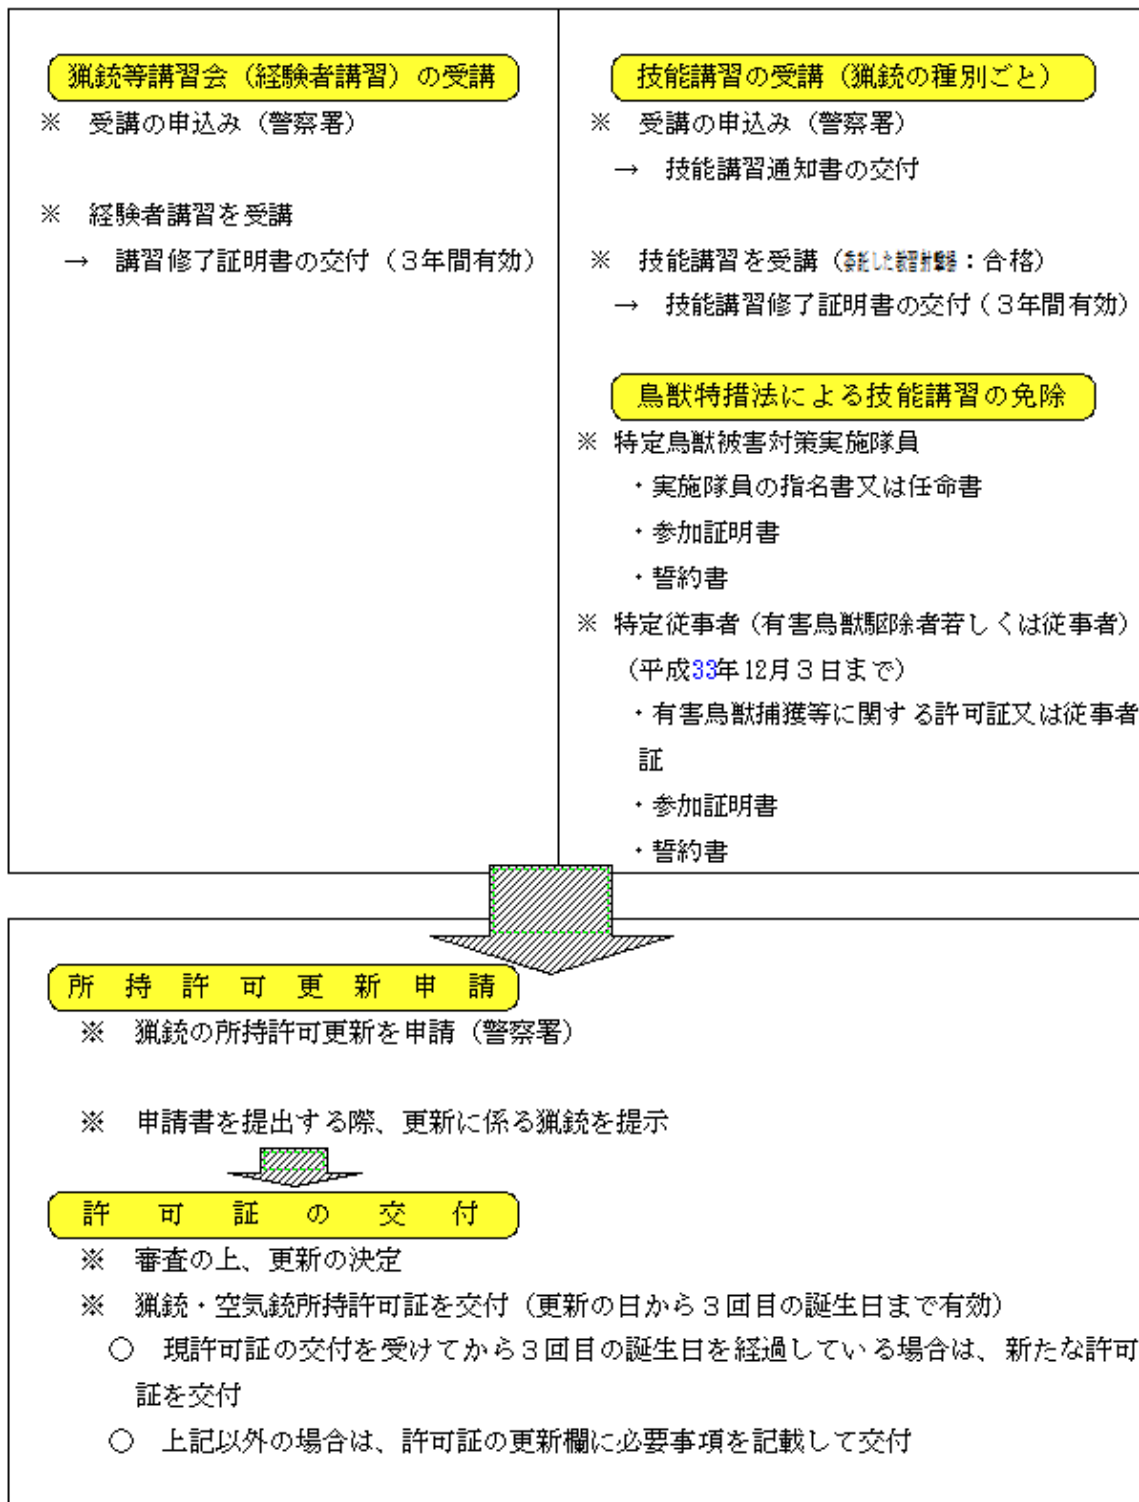 猟銃等講習会（経験者講習）の受講
※　受講の申込み（警察署）
※　経験者講習を受講
→　講習修了証明書の交付（３年間有効）
技能講習の受講（猟銃の種別ごと）
※　受講の申込み（警察署）
→　技能講習通知書の交付
※　技能講習を受講（委託した教習射撃場：合格）
→　技能講習修了証明書の交付（３年間有効）
鳥獣特措法による技能講習の免除
※　特定鳥獣被害対策実施隊員
・実施隊員の指名書又は任命書
・参加証明書
・誓約書
※　特定従事者（有害鳥獣駆除者若しくは従事者）
（平成33年12月３日まで）
・有害鳥獣捕獲等に関する許可証又は従事者
証
・参加証明書
・誓約書
所持許可更新申請
※　猟銃の所持許可更新を申請（警察署）
※　申請書を提出する際、更新に係る猟銃を提示
許可証の交付
※　審査の上、更新の決定
※　猟銃・空気銃所持許可証を交付（更新の日から３回目の誕生日まで有効）
○　現許可証の交付を受けてから３回目の誕生日を経過している場合は、新たな許可
証を交付
○　上記以外の場合は、許可証の更新欄に必要事項を記載して交付